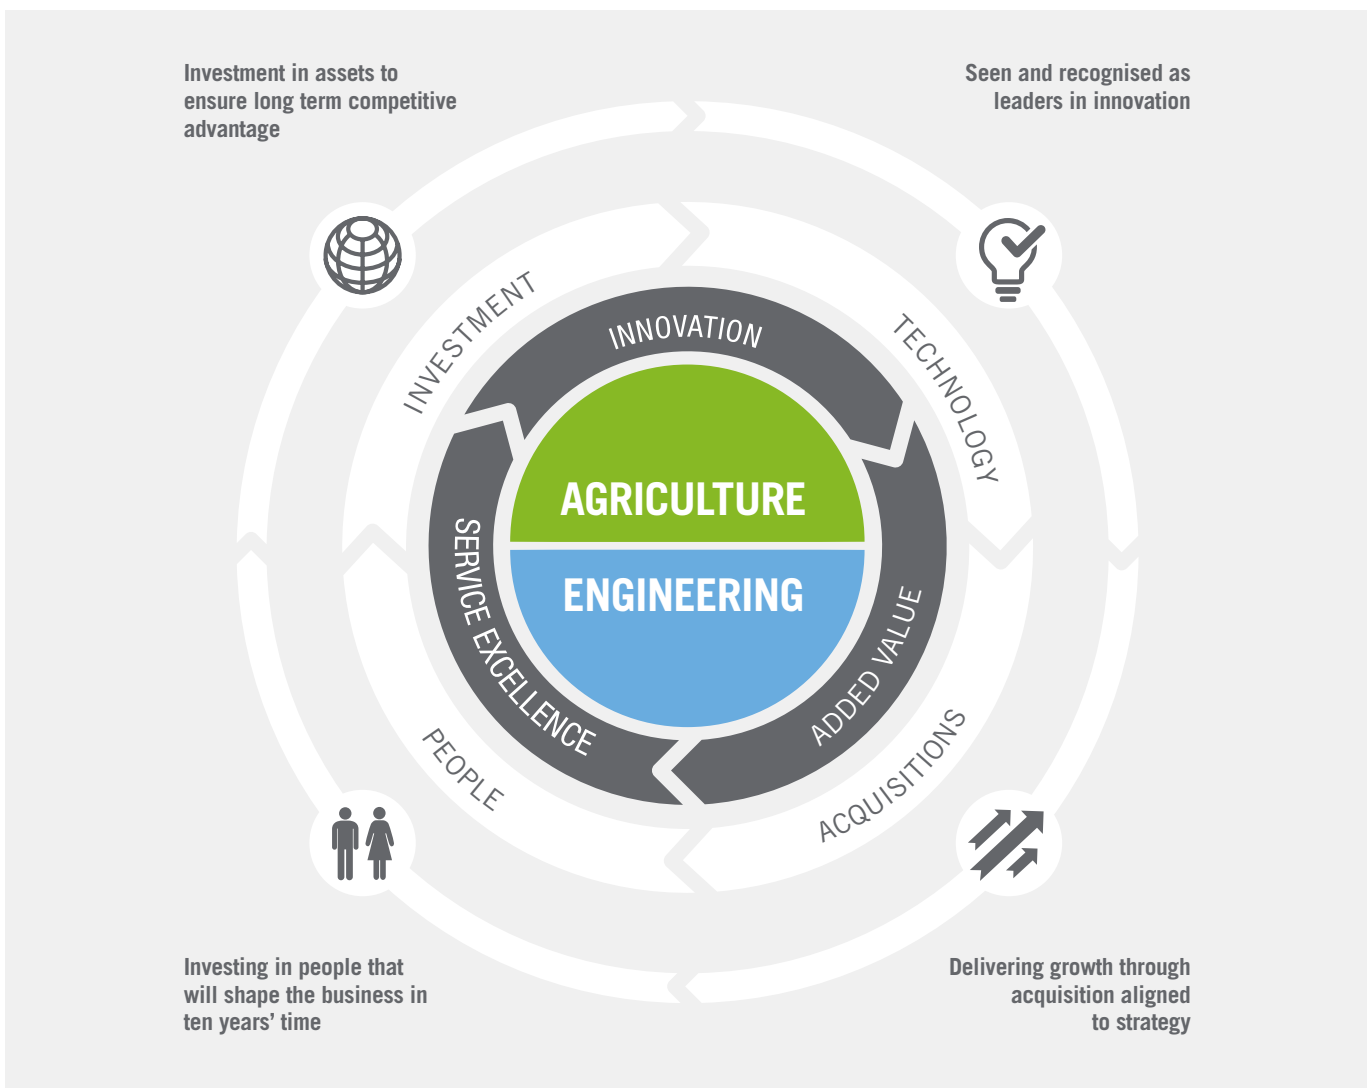 Investment in assets to
ensure long term competitive
advantage
Seen and recognised as
leaders in innovation
INVESTMENT
TECHNOLOGY
INNOVATION
AGRICULTURE
ENGINEERING
SERVICE EXCELLENCE
ADDED VALUE
PEOPLE
ACQUISITIONS
Investing in people that
will shape the business in
ten years’ time
Delivering growth through
acquisition aligned
to strategy